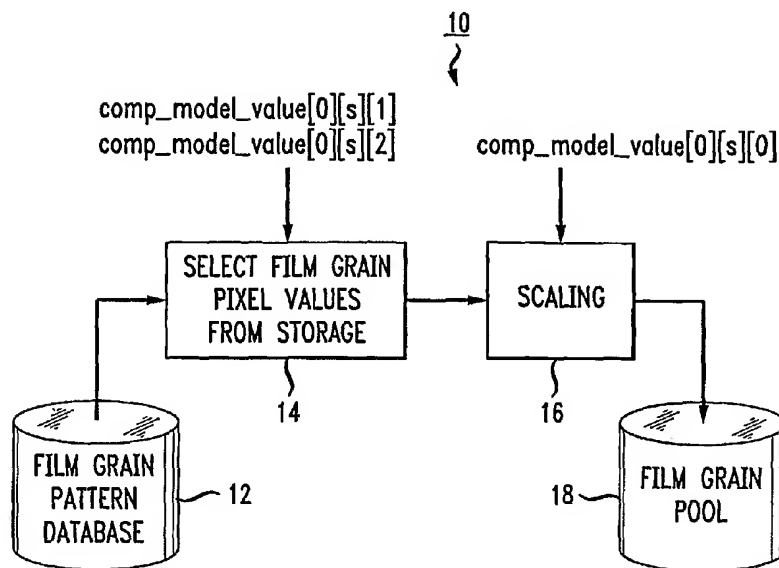 10
comp_model_value[0][s][1]
comp_model_value[0][s][2]
comp_model_value[0][s][0]
SELECT FILM GRAIN
PIXEL VALUES
FROM STORAGE
SCALING
14
16
FILM GRAIN
PATTERN
DATABASE
12
18
FILM GRAIN
POOL